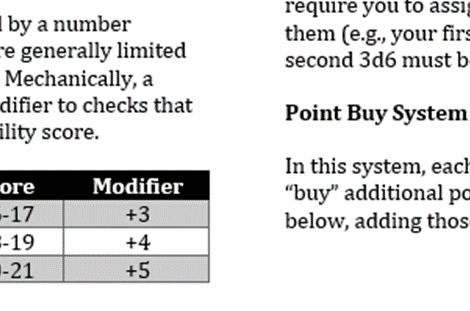 l by a number
re generally limited
Mechanically, a
difier to checks that
ility score.
ore Modifier
-17 +3
-19 +4
-21 +5
require you to assig
them (e.g., your firs
second 3d6 must b
Point Buy System
In this system, eac
“buy” additional po
below, adding thos